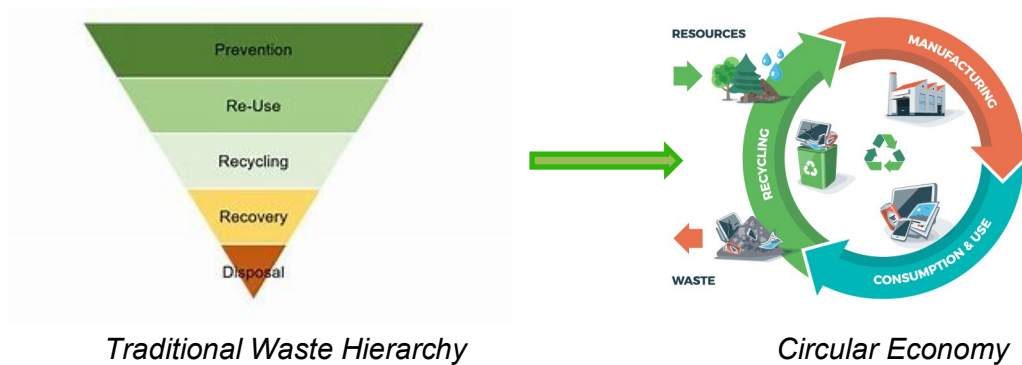 Prevention
Re-Use
Recycling
Recovery
Disposal
RESOURCES
MANUFACTURING
RECYCLING
CONSUMPTION & USE
WASTE
Traditional Waste Hierarchy
Circular Economy